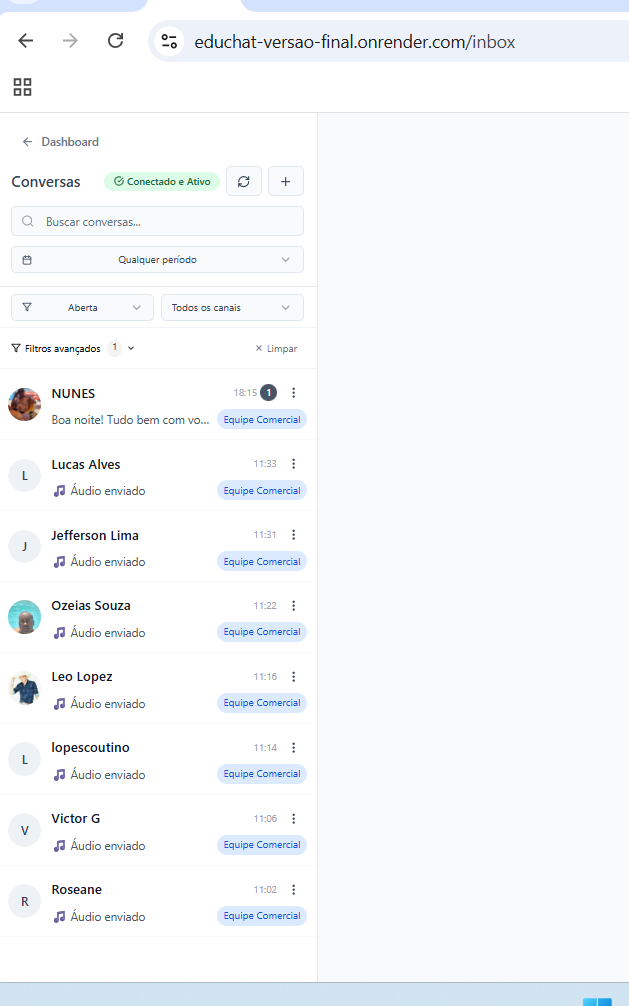 educhat-versao-final.onrender.com/inbox
Dashboard
Conversas Conectado e Ativo
Buscar conversas...
Qualquer período
Aberta Todos os canais
Filtros avançados 1 Limpar
NUNES 18:15 1
Boa noite! Tudo bem com vo... Equipe Comercial
Lucas Alves 11:33
L
Áudio enviado Equipe Comercial
Jefferson Lima 11:31
J
Áudio enviado Equipe Comercial
Ozeias Souza 11:22
Áudio enviado Equipe Comercial
Leo Lopez 11:16
Áudio enviado Equipe Comercial
lopescoutino 11:14
L
Áudio enviado Equipe Comercial
Victor G 11:06
V
Áudio enviado Equipe Comercial
Roseane 11:02
R
Áudio enviado Equipe Comercial